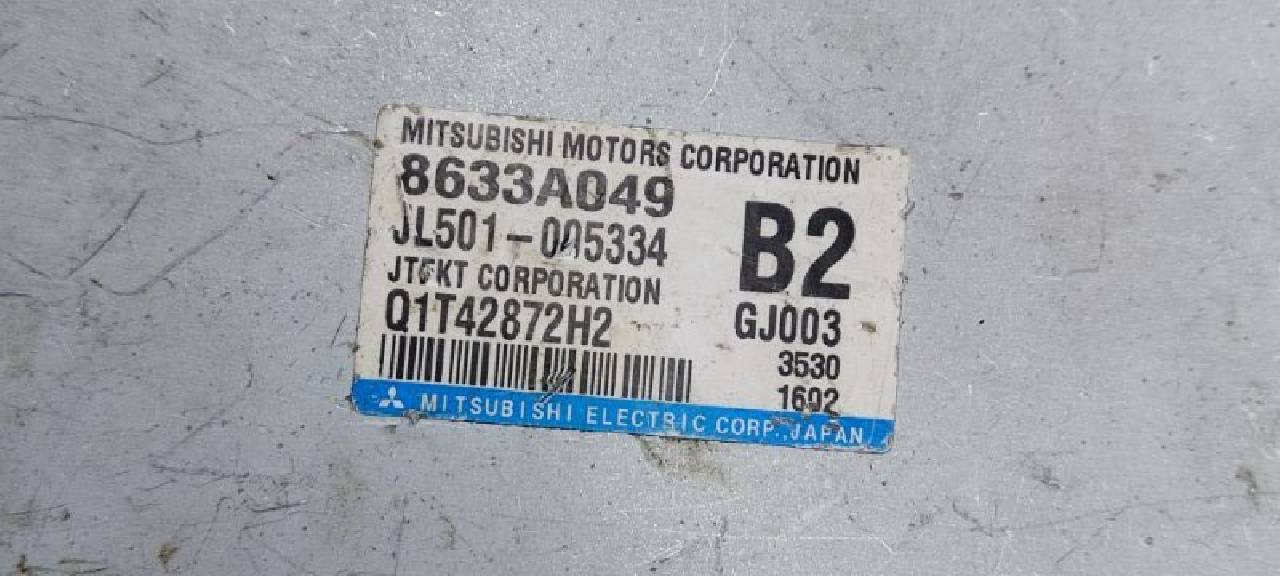 MITSUBISHI MOTORS CORPORATION
8633A049
B2
JL501-005334
JTEKT CORPORATION
Q1T42872H2
GJ003
3530
1692
MITSUBISHI ELECTRIC CORP. JAPAN